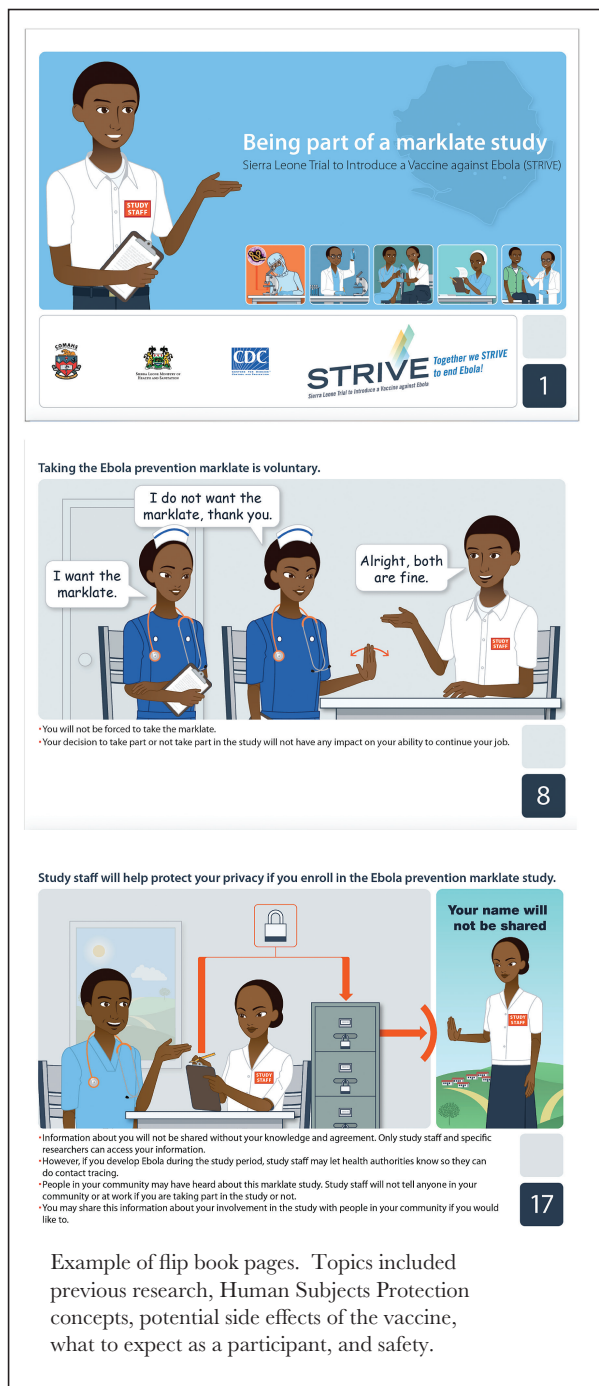 Being part of a marklate study
Sierra Leone Trial to Introduce a Vaccine against Ebola (STRIVE)
STUDY
STAFF
COMAHS
SIERRA LEONE MINISTRY OF
HEALTH AND SANITATION
CDC
STRIVE
Sierra Leone Trial to Introduce a Vaccine against Ebola
Together we STRIVE
to end Ebola!
1
Taking the Ebola prevention marklate is voluntary.
I do not want the
marklate, thank you.
I want the
marklate.
Alright, both
are fine.
STUDY
STAFF
•You will not be forced to take the marklate.
•Your decision to take part or not take part in the study will not have any impact on your ability to continue your job.
8
Study staff will help protect your privacy if you enroll in the Ebola prevention marklate study.
Your name will
not be shared
STUDY
STAFF
STUDY
STAFF
•Information about you will not be shared without your knowledge and agreement. Only study staff and specific
researchers can access your information.
•However, if you develop Ebola during the study period, study staff may let health authorities know so they can
do contact tracing.
•People in your community may have heard about this marklate study. Study staff will not tell anyone in your
community or at work if you are taking part in the study or not.
•You may share this information about your involvement in the study with people in your community if you would
like to.
17
Example of flip book pages. Topics included
previous research, Human Subjects Protection
concepts, potential side effects of the vaccine,
what to expect as a participant, and safety.